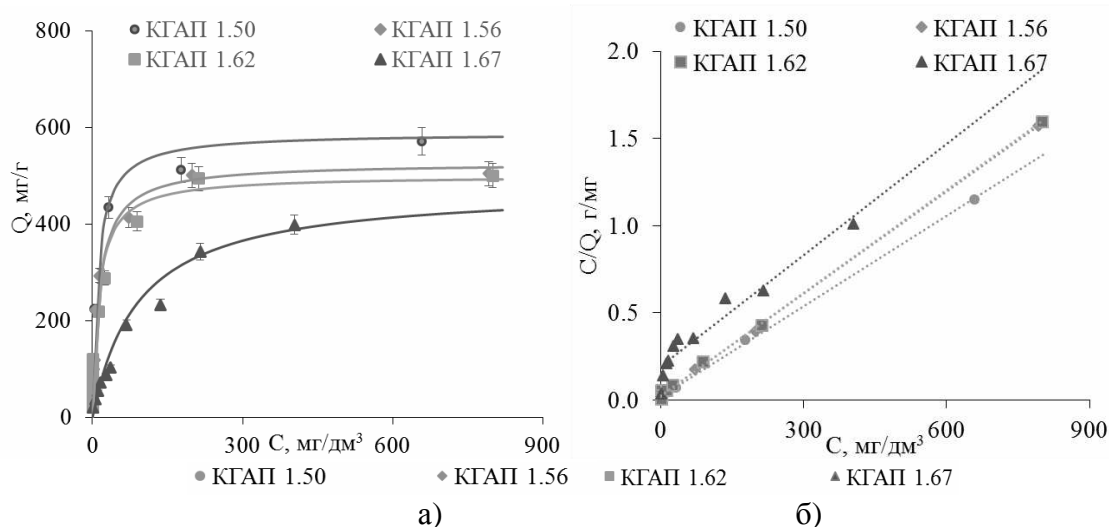 800
КГАП 1.50 КГАП 1.56
КГАП 1.62 КГАП 1.67
600
400
200
0
Q, мг/г
0 300 600 900
C, мг/дм³
КГАП 1.50 КГАП 1.56
КГАП 1.62 КГАП 1.67
2.0
1.5
1.0
0.5
0.0
C/Q, г/мг
0 300 600 900
C, мг/дм³
КГАП 1.50 КГАП 1.56 КГАП 1.62 КГАП 1.67
а) б)